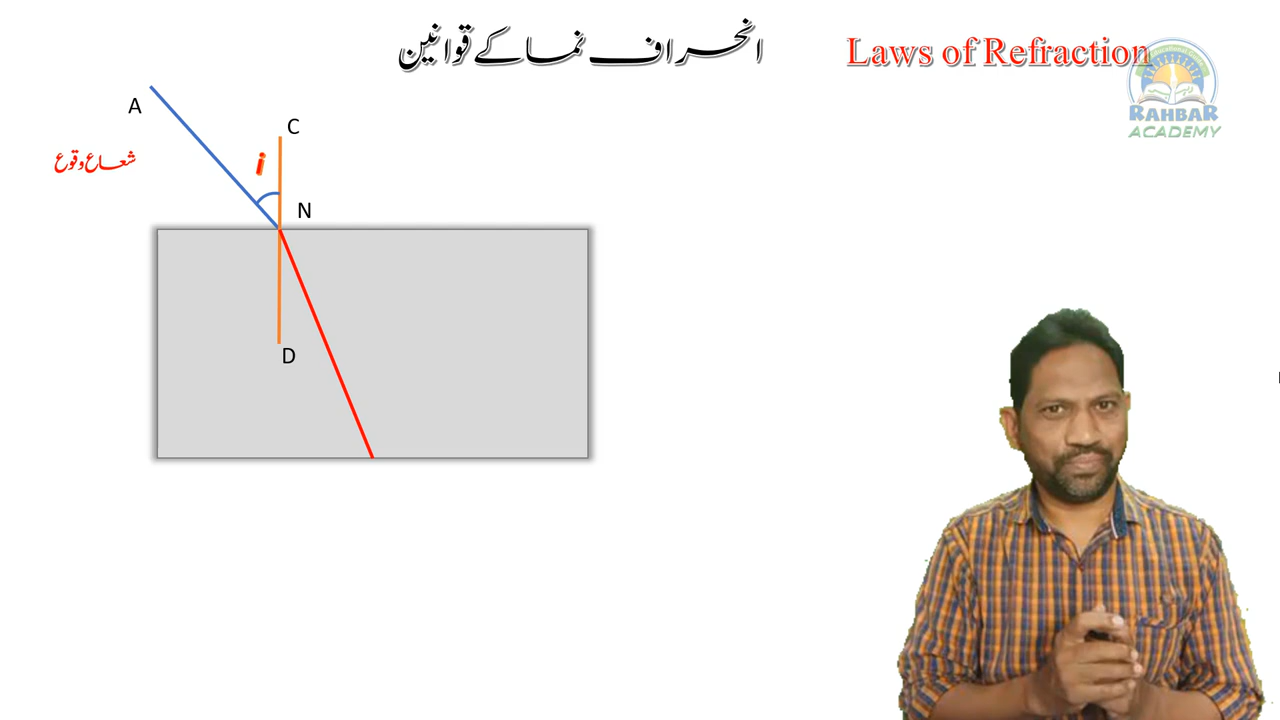 انحراف نما کے قوانین
Laws of Refraction
RAHBAR
ACADEMY
A
C
شعاع وقوع
i
N
D